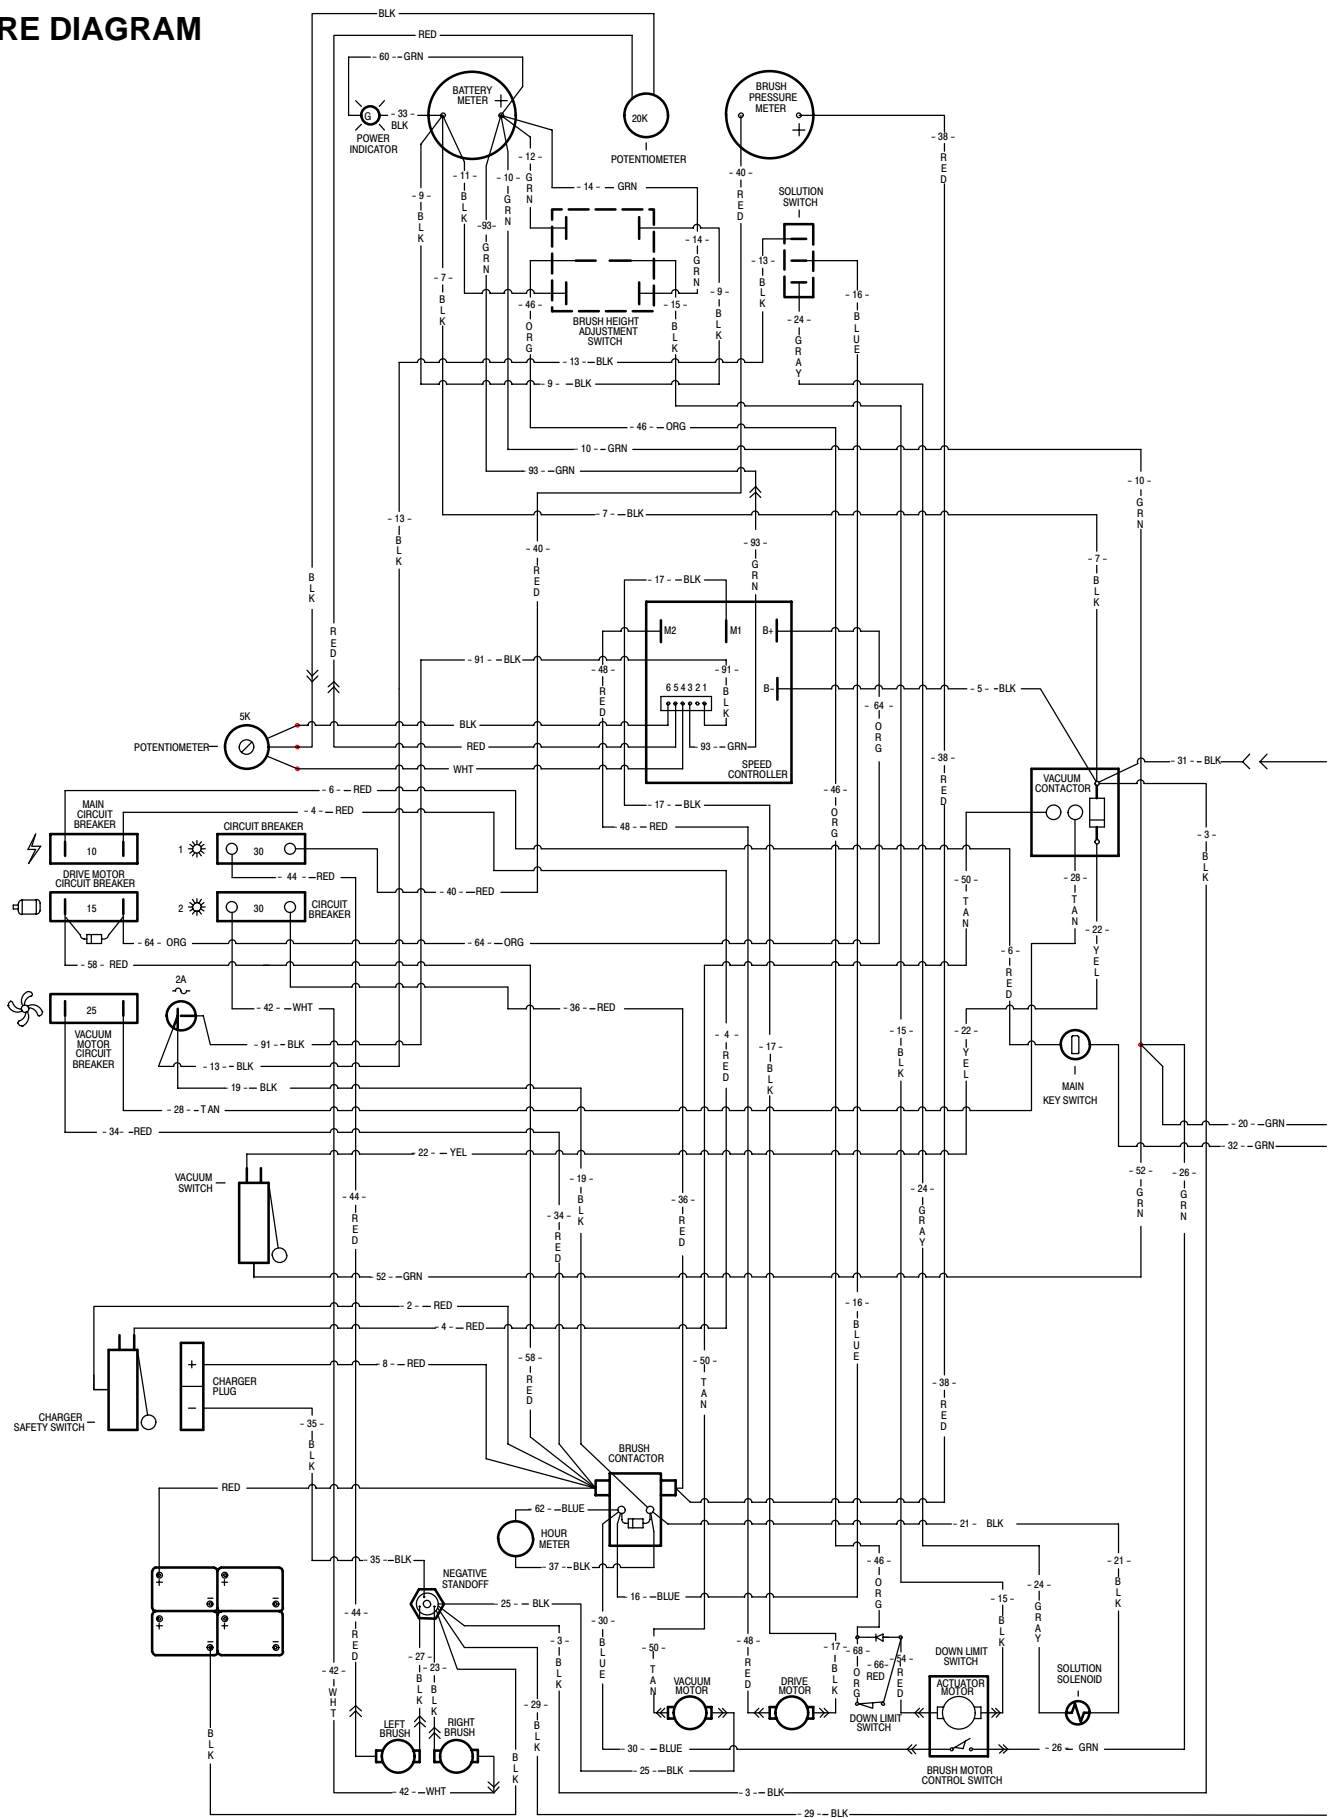 RE DIAGRAM
BLK
RED
- 60 - - GRN
BATTERY
METER
+
G
- 33 -
BLK
POWER
INDICATOR
20K
POTENTIOMETER
BRUSH
PRESSURE
METER
+
- 38 -
RED
- 12 -
GRN
- 11 -
BLK
- 10 -
GRN
- 14 - GRN
- 9 -
BLK
- 93-
GRN
- 40 -
RED
SOLUTION
SWITCH
- 14 -
GRN
- 13 -
BLK
- 7 -
BLK
- 46 -
ORG
- 15 -
BLK
- 9 -
BLK
- 16 -
BLUE
- 24 -
GRAY
BRUSH HEIGHT
ADJUSTMENT
SWITCH
- 13 - - BLK
- 9 - - BLK
- 46 - - ORG
- 10 - - GRN
- 93 - - GRN
- 10 -
GRN
- 7 - - BLK
- 13 -
BLK
- 40 -
RED
- 93 -
GRN
- 7 -
BLK
BLK
RED
- 17 - - BLK
M2
M1
B+
- 91 - - BLK
- 48 -
RED
- 91 -
BLK
B-
- 5 - - BLK
6 5 4 3 2 1
- 64 -
ORG
5K
POTENTIOMETER
BLK
RED
WHT
- 93 - - GRN
SPEED
CONTROLLER
- 38 -
RED
- 31 - - BLK
VACUUM
CONTACTOR
- 6 - - RED
- 4 - - RED
- 17 - - BLK
- 46 -
ORG
MAIN
CIRCUIT
BREAKER
10
CIRCUIT BREAKER
1
30
- 48 - - RED
- 3 -
BLK
DRIVE MOTOR
CIRCUIT BREAKER
- 44 - - RED
- 40 - - RED
- 50 -
TAN
- 28 -
TAN
15
2
30
CIRCUIT
BREAKER
- 22 -
YEL
- 64 - ORG
- 64 - - ORG
- 58 - - RED
- 6 -
RED
2A
25
- 42 - - WHT
- 36 - - RED
VACUUM
MOTOR
CIRCUIT
BREAKER
- 91 - - BLK
- 13 - - BLK
- 19 - - BLK
- 28 - - TAN
- 34- - RED
- 4 -
RED
- 17 -
BLK
- 15 -
BLK
- 22 -
YEL
MAIN
KEY SWITCH
- 20 - - GRN
- 32 - - GRN
- 22 - - YEL
VACUUM
SWITCH
- 44 -
RED
- 34 -
RED
- 19 -
BLK
- 36 -
RED
- 24 -
GRAY
- 52 -
GRN
- 26 -
GRN
- 52 - - GRN
- 2 - - RED
- 4 - - RED
- 16 -
BLUE
- 8 - - RED
+
-
CHARGER
PLUG
- 58 -
RED
- 50 -
TAN
- 38 -
RED
CHARGER
SAFETY SWITCH
- 35 -
BLK
BRUSH
CONTACTOR
RED
- 62 - - BLUE
HOUR
METER
- 21 - BLK
- 37 - - BLK
- 35 - - BLK
NEGATIVE
STANDOFF
- 46 -
ORG
- 21 -
BLK
+ - + -
+ - + -
- 25 - - BLK
- 16 - - BLUE
- 24 -
GRAY
- 15 -
BLK
- 44 -
RED
- 30 -
BLUE
- 3 -
BLK
- 50 -
TAN
- 48 -
RED
- 17 -
BLK
- 68 -
ORG
- 66-
RED
- 54 -
RED
DOWN LIMIT
SWITCH
- 42 -
WHT
- 27 -
BLK
- 23 -
BLK
VACUUM
MOTOR
DRIVE
MOTOR
ACTUATOR
MOTOR
SOLUTION
SOLENOID
- 29 -
BLK
DOWN LIMIT
SWITCH
BLK
LEFT
BRUSH
RIGHT
BRUSH
BLK
- 30 - - BLUE
- 26 - GRN
- 25 - - BLK
BRUSH MOTOR
CONTROL SWITCH
- 42 - - WHT
- 3 - - BLK
- 29 - - BLK